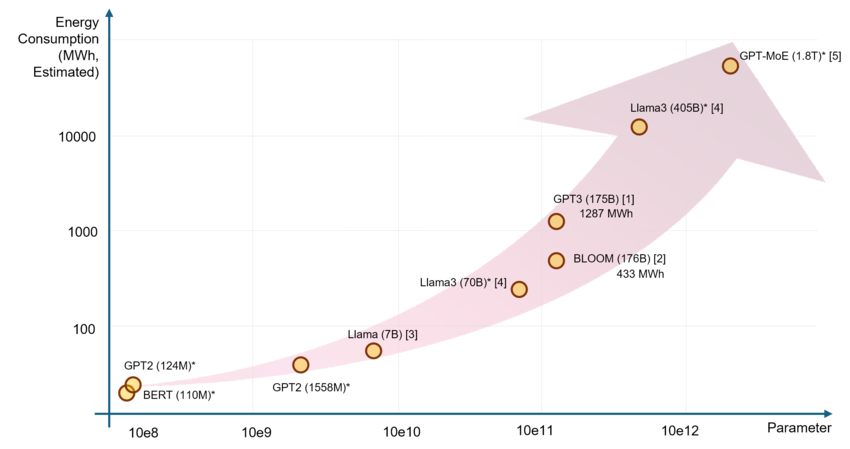 Energy
Consumption
(MWh,
Estimated)
GPT-MoE (1.8T)* [5]
Llama3 (405B)* [4]
10000
GPT3 (175B) [1]
1287 MWh
1000
BLOOM (176B) [2]
433 MWh
Llama3 (70B)* [4]
100
Llama (7B) [3]
GPT2 (124M)*
GPT2 (1558M)*
BERT (110M)*
10e8
10e9
10e10
10e11
10e12
Parameter